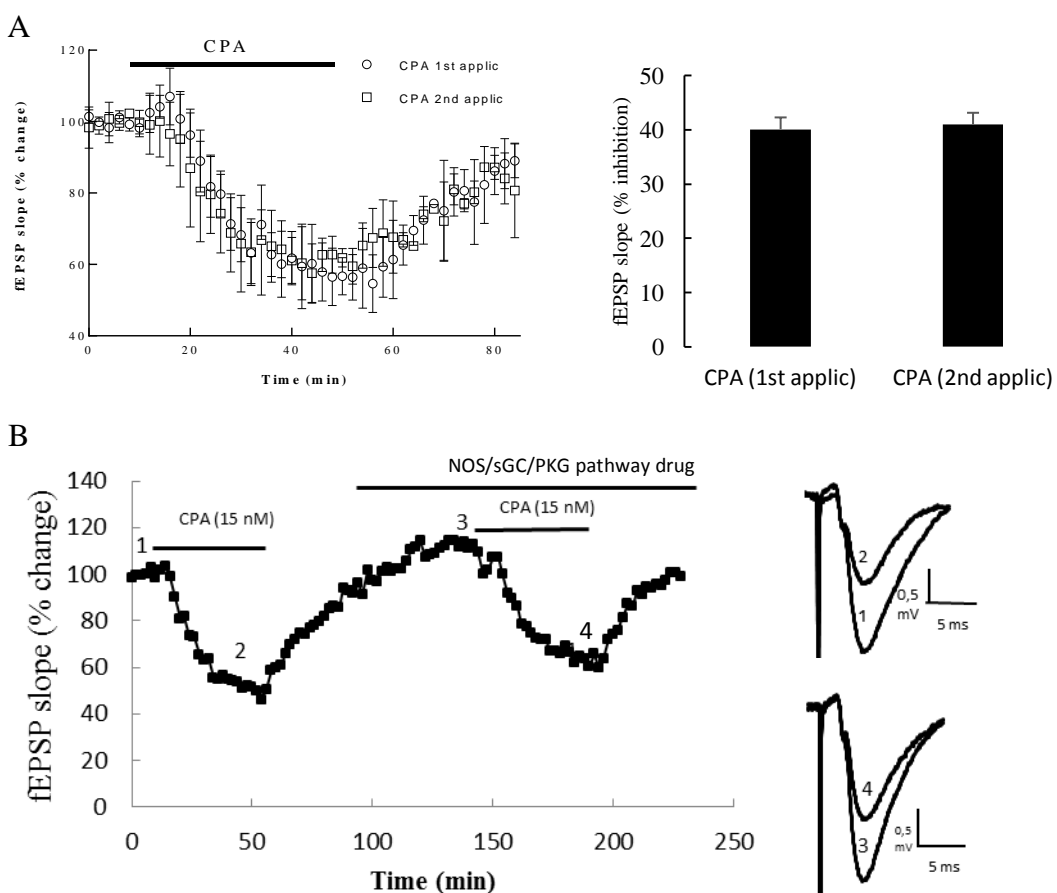 A
CPA
CPA 1st applic
CPA 2nd applic
fEPSP slope (% change)
120
100
80
60
40
0
20
40
60
80
Time (min)
fEPSP slope (% inhibition)
50
40
30
20
10
0
CPA (1st applic)
CPA (2nd applic)
B
NOS/sGC/PKG pathway drug
CPA (15 nM)
CPA (15 nM)
1
2
3
4
fEPSP slope (% change)
140
120
100
80
60
40
20
0
0
50
100
150
200
250
Time (min)
2
1
0,5
mV
5 ms
4
3
0,5
mV
5 ms